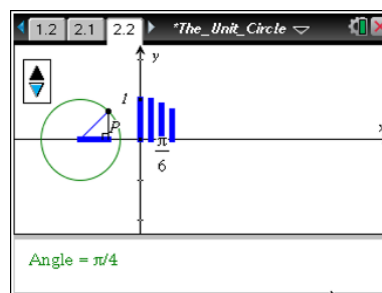 1.2 2.1 2.2 *The_Unit_Circle
y
1
P
x
π
6
Angle = π/4